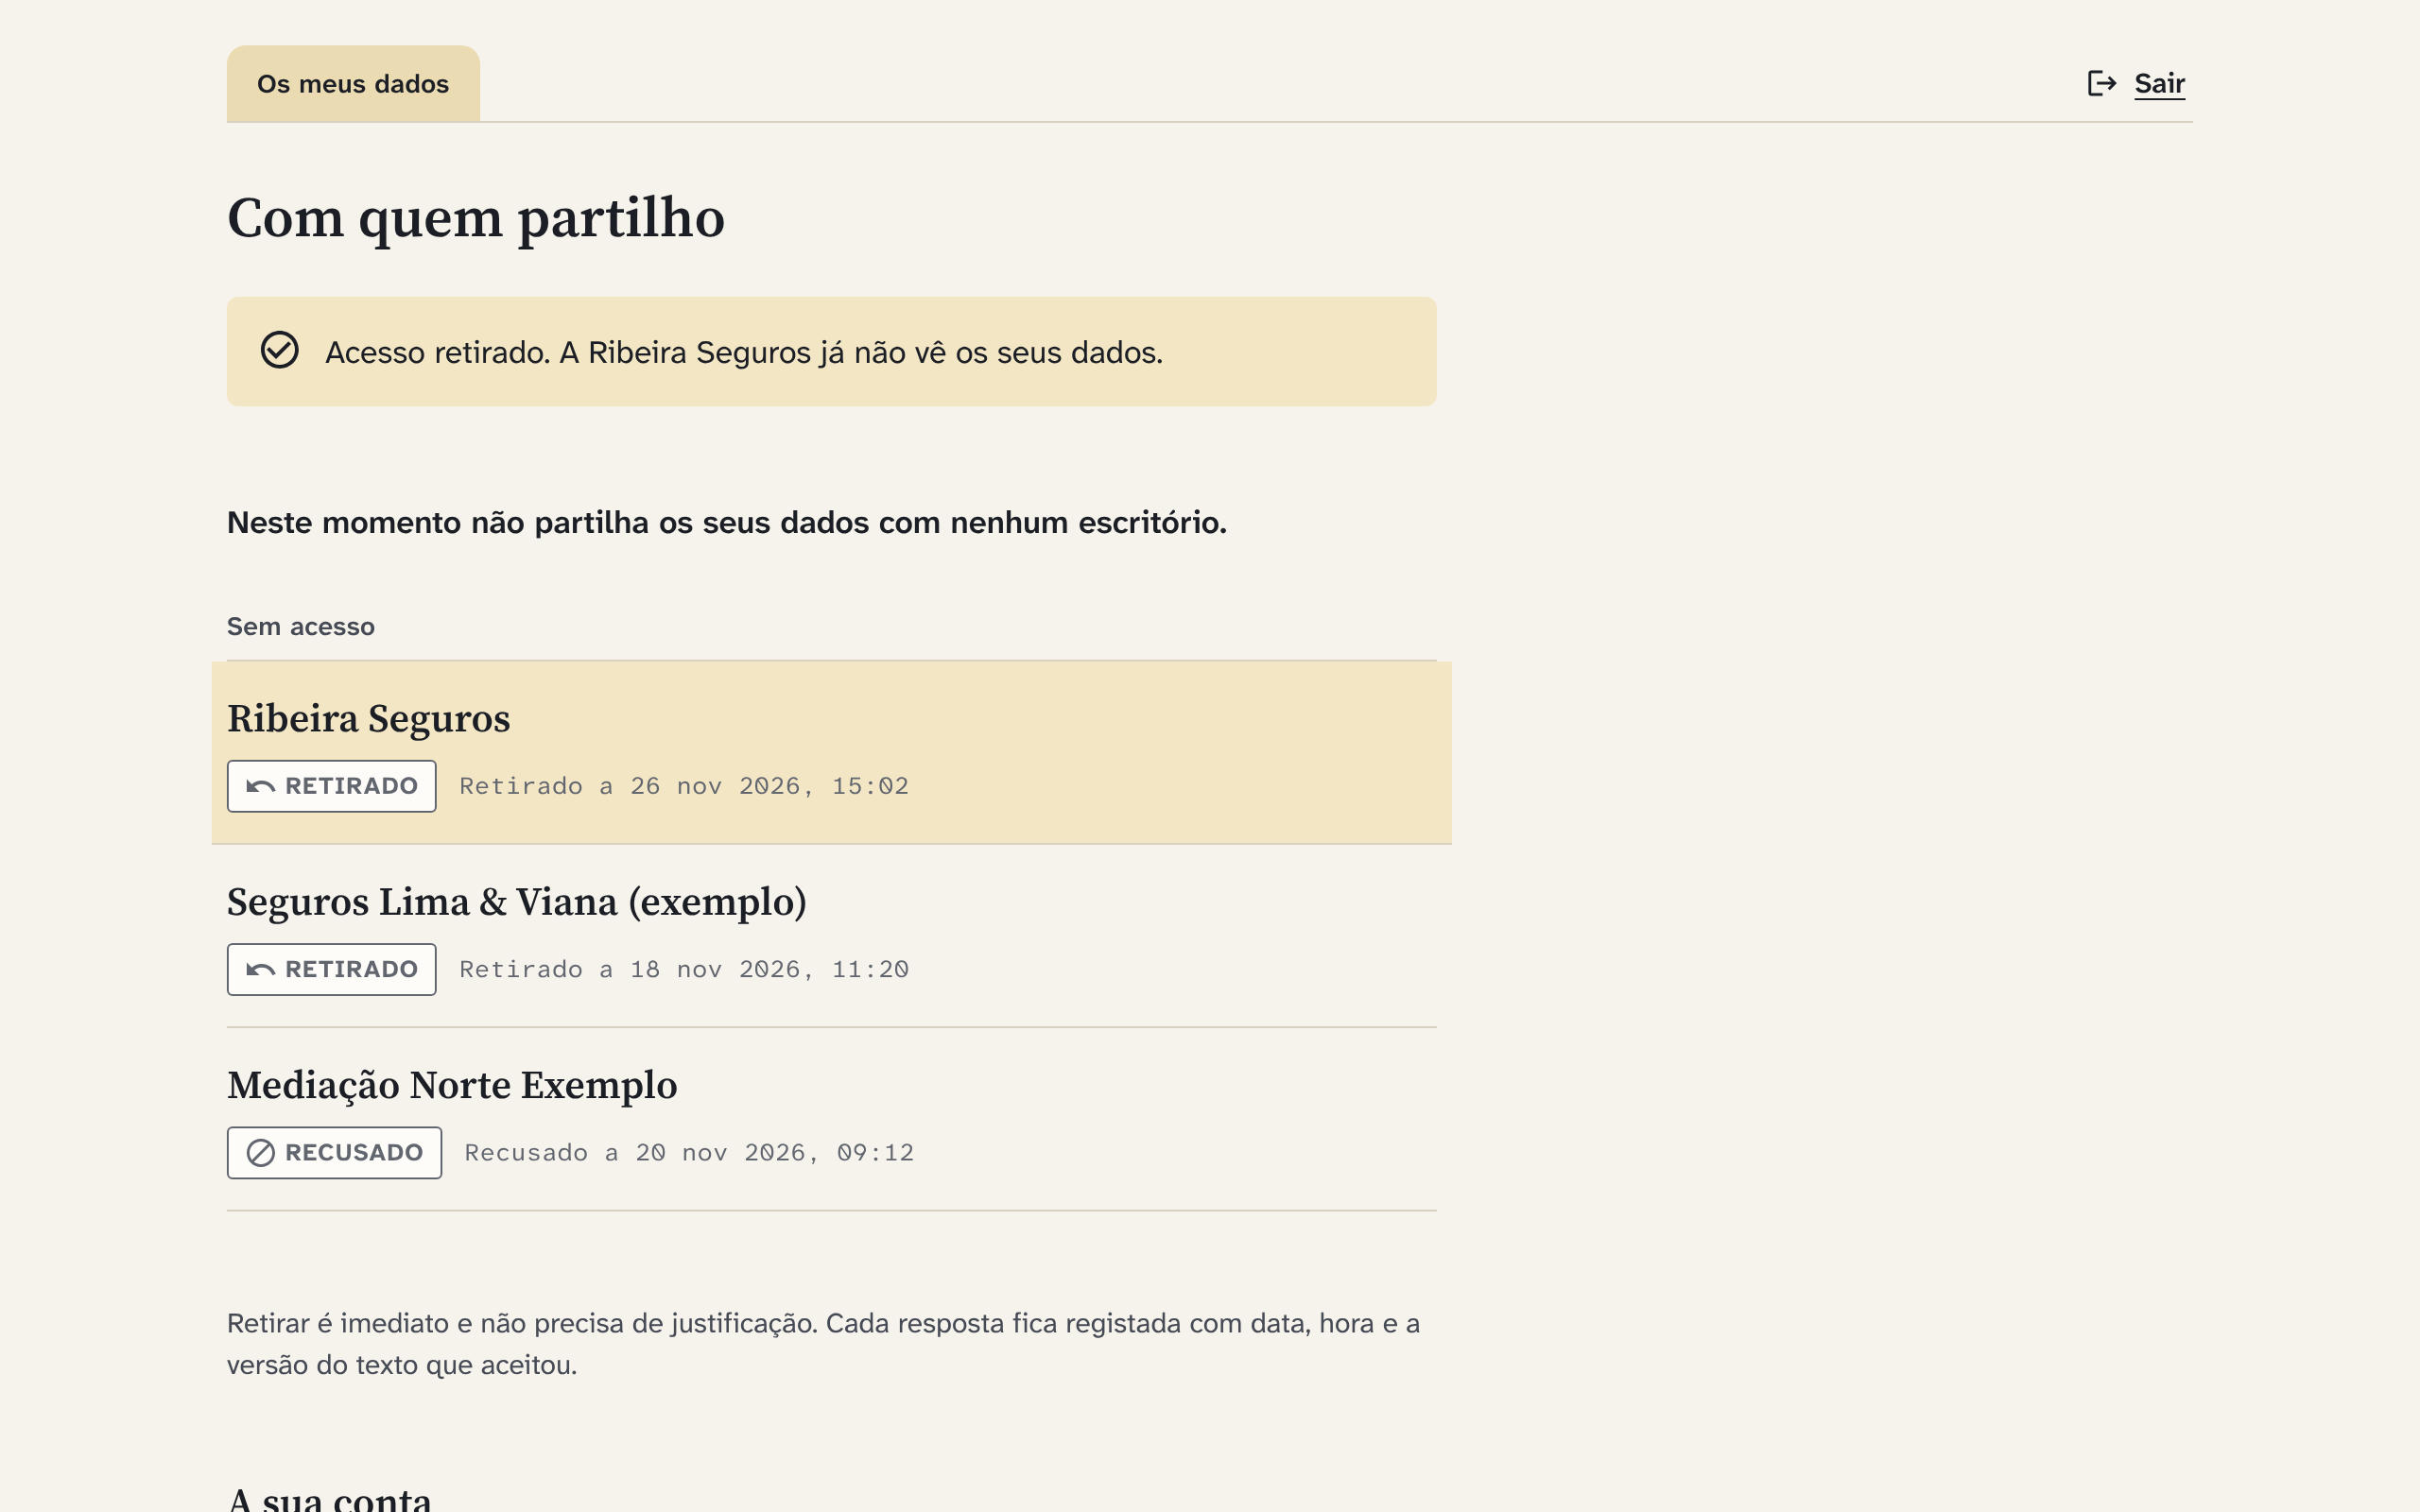 Os meus dados
Sair
Com quem partilho
Acesso retirado. A Ribeira Seguros já não vê os seus dados.
Neste momento não partilha os seus dados com nenhum escritório.
Sem acesso
Ribeira Seguros
RETIRADO Retirado a 26 nov 2026, 15:02
Seguros Lima & Viana (exemplo)
RETIRADO Retirado a 18 nov 2026, 11:20
Mediação Norte Exemplo
RECUSADO Recusado a 20 nov 2026, 09:12
Retirar é imediato e não precisa de justificação. Cada resposta fica registada com data, hora e a
versão do texto que aceitou.
A sua conta